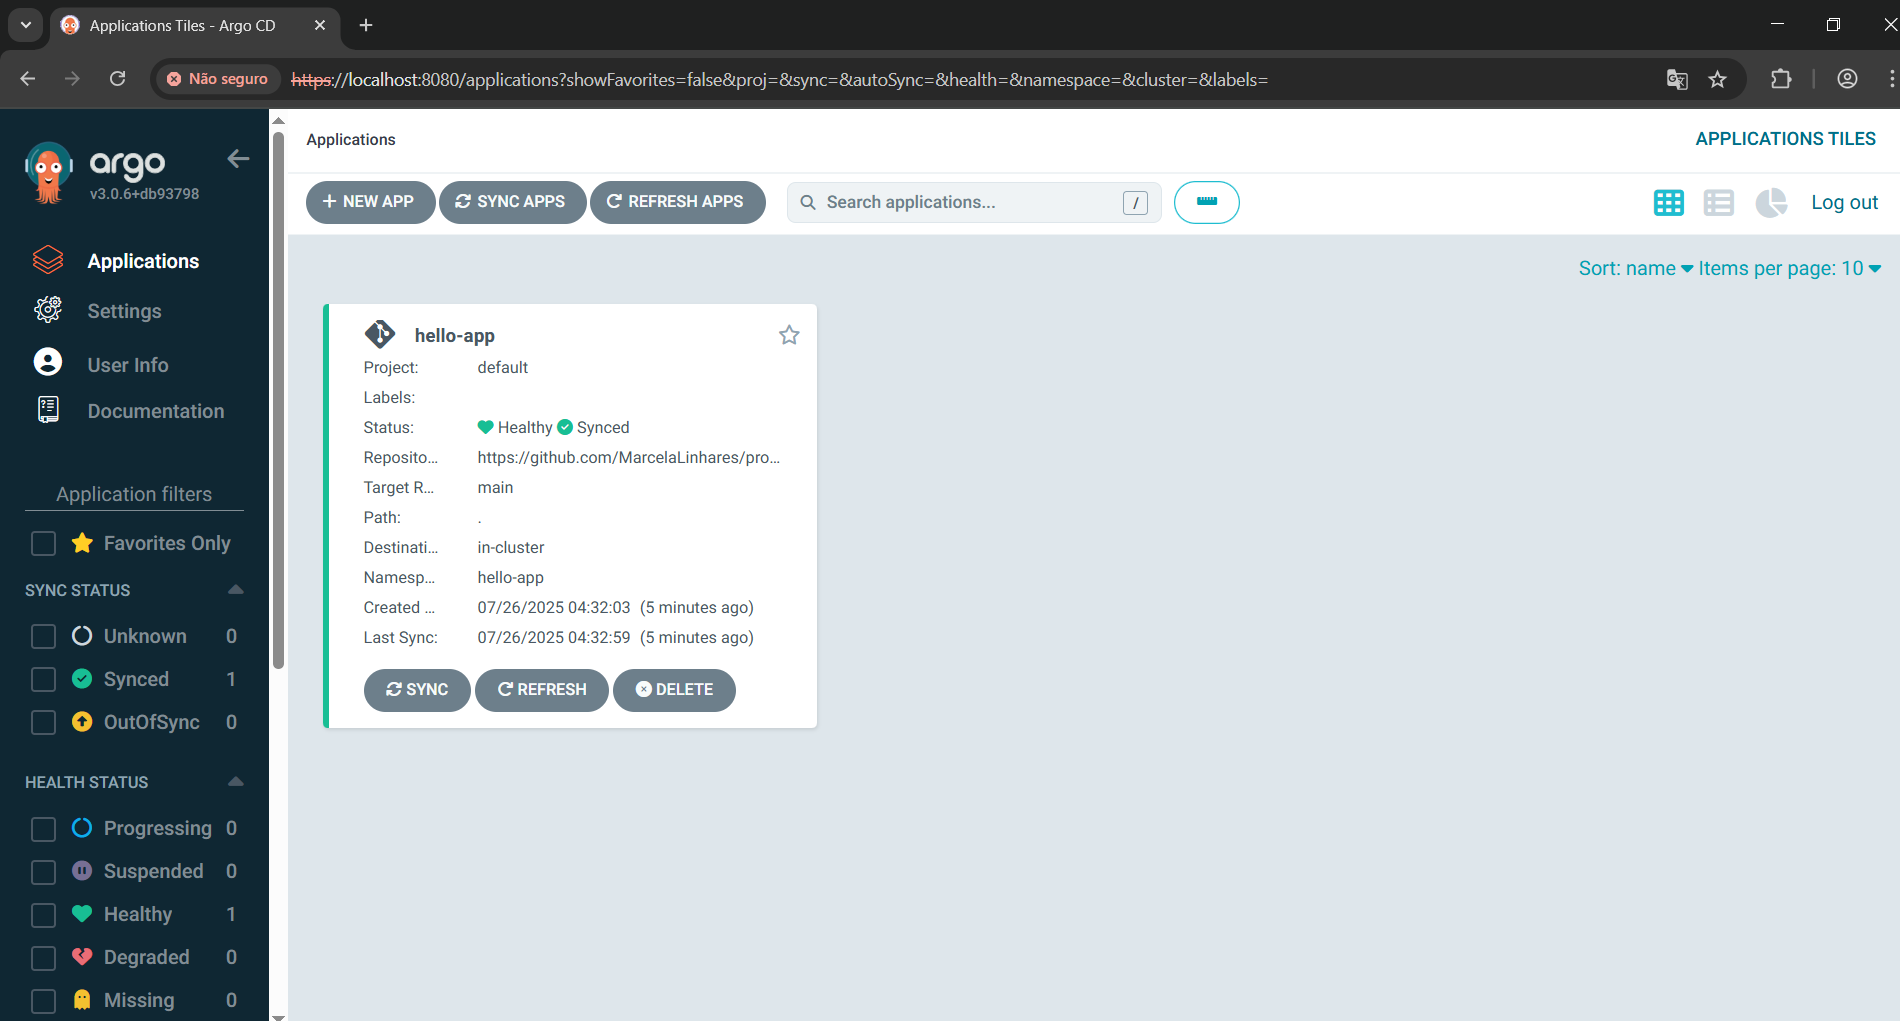 Applications Tiles - Argo CD
Não seguro https://localhost:8080/applications?showFavorites=false&proj=&sync=&autoSync=&health=&namespace=&cluster=&labels=
argo
v3.0.6+db93798
Applications
Settings
User Info
Documentation
Application filters
Favorites Only
SYNC STATUS
Unknown 0
Synced 1
OutOfSync 0
HEALTH STATUS
Progressing 0
Suspended 0
Healthy 1
Degraded 0
Missing 0
Applications
APPLICATIONS TILES
+ NEW APP SYNC APPS REFRESH APPS Search applications... / Log out
Sort: name Items per page: 10
hello-app
Project: default
Labels:
Status: Healthy Synced
Reposito... https://github.com/MarcelaLinhares/pro...
Target R... main
Path: .
Destinati... in-cluster
Namesp... hello-app
Created ... 07/26/2025 04:32:03 (5 minutes ago)
Last Sync: 07/26/2025 04:32:59 (5 minutes ago)
SYNC REFRESH DELETE